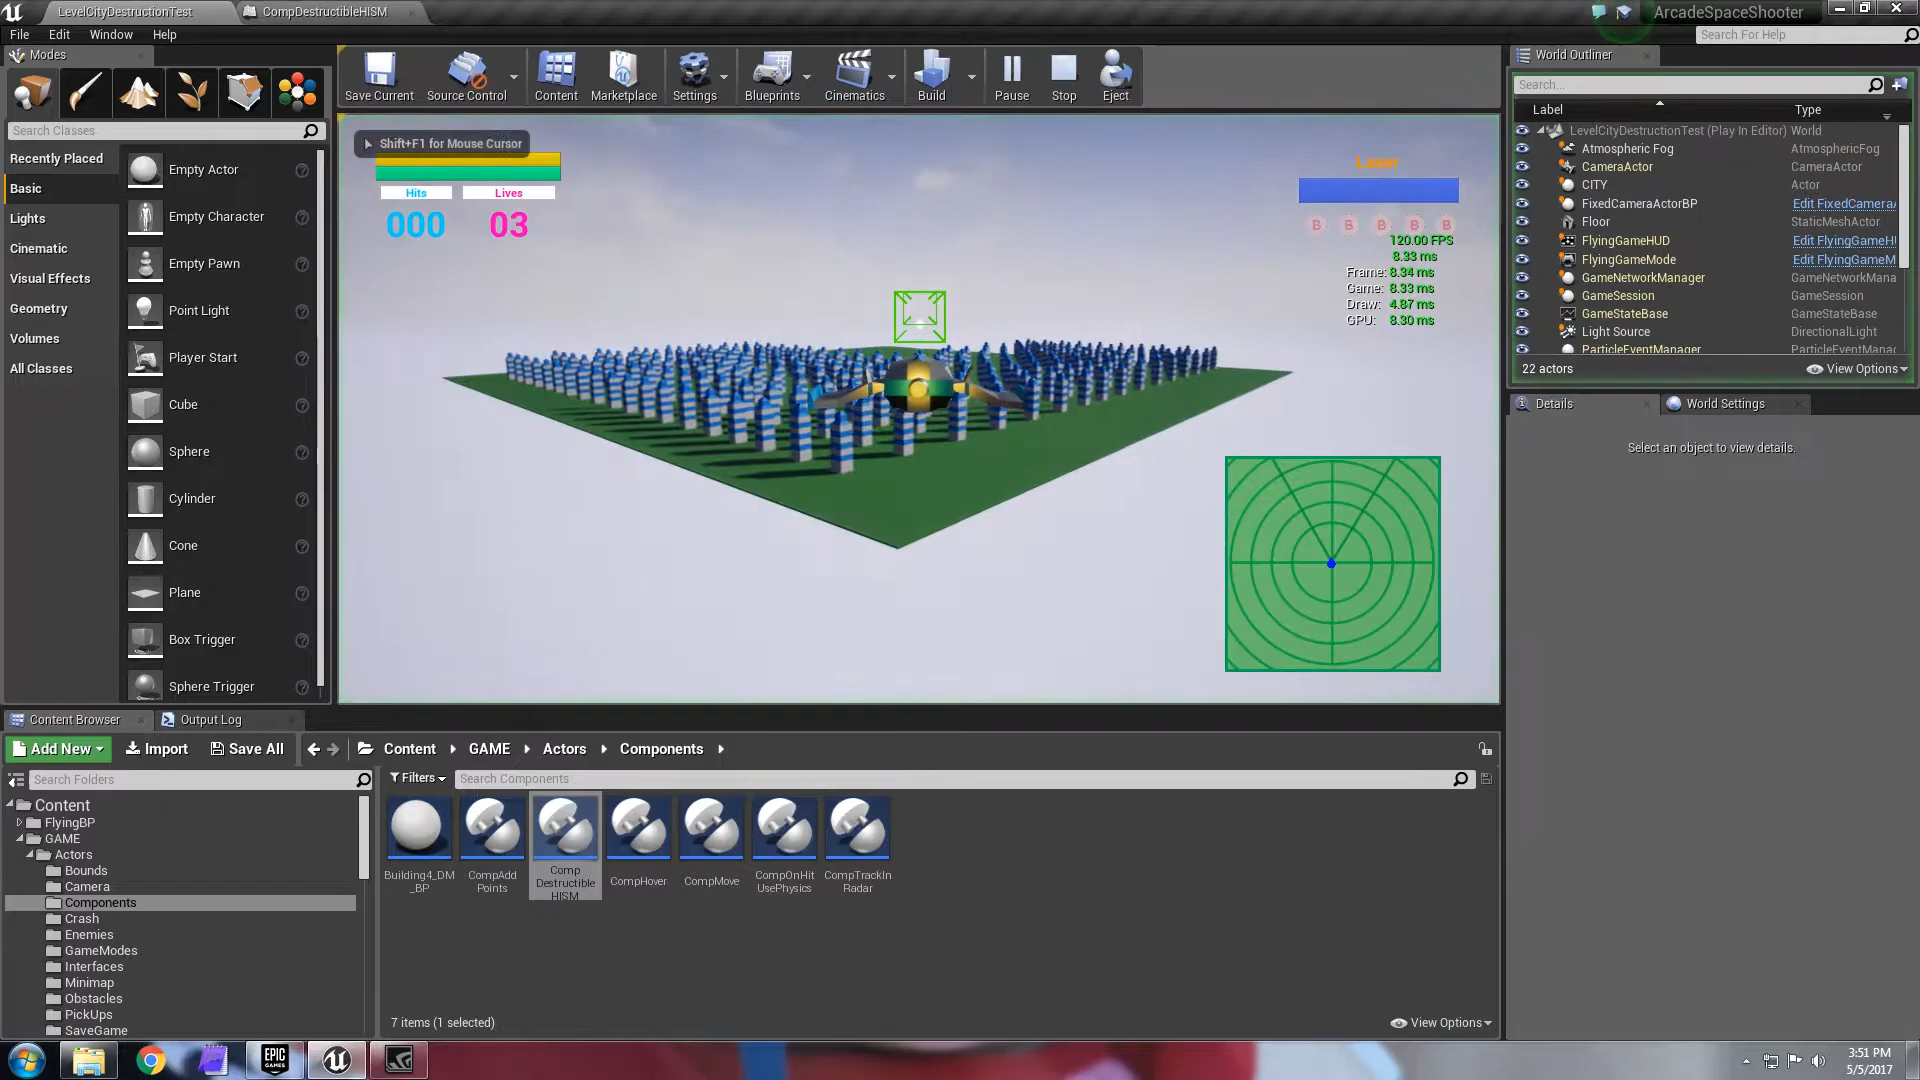 LevelCityDestructionTest
CompDestructibleHISM
ArcadeSpaceShooter
File Edit Window Help
Search For Help
Modes
Search Classes
Recently Placed
Basic
Lights
Cinematic
Visual Effects
Geometry
Volumes
All Classes
Empty Actor
Empty Character
Empty Pawn
Point Light
Player Start
Cube
Sphere
Cylinder
Cone
Plane
Box Trigger
Sphere Trigger
Save Current Source Control Content Marketplace Settings Blueprints Cinematics Build Pause Stop Eject
Shift+F1 for Mouse Cursor
Hits Lives
000 03
Laser
B B B B B
120.00 FPS
8.33 ms
Frame: 8.34 ms
Game: 8.33 ms
Draw: 4.87 ms
GPU: 8.30 ms
World Outliner
Search...
Label Type
LevelCityDestructionTest (Play In Editor) World
Atmospheric Fog AtmosphericFog
CameraActor CameraActor
CITY Actor
FixedCameraActorBP Edit FixedCameraA
Floor StaticMeshActor
FlyingGameHUD Edit FlyingGameH
FlyingGameMode Edit FlyingGameM
GameNetworkManager GameNetworkMana
GameSession GameSession
GameStateBase GameStateBase
Light Source DirectionalLight
ParticleEventManager ParticleEventManag
22 actors View Options
Details World Settings
Select an object to view details.
Content Browser Output Log
Add New Import Save All Content GAME Actors Components
Search Folders
Filters Search Components
Content
FlyingBP
GAME
Actors
Bounds
Camera
Components
Crash
Enemies
GameModes
Interfaces
Minimap
Obstacles
PickUps
SaveGame
Building4_DM
_BP
CompAdd
Points
Comp
Destructible
HISM
CompHover
CompMove
CompOnHit
UsePhysics
CompTrackIn
Radar
7 items (1 selected) View Options
EPIC
GAMES
3:51 PM
5/5/2017